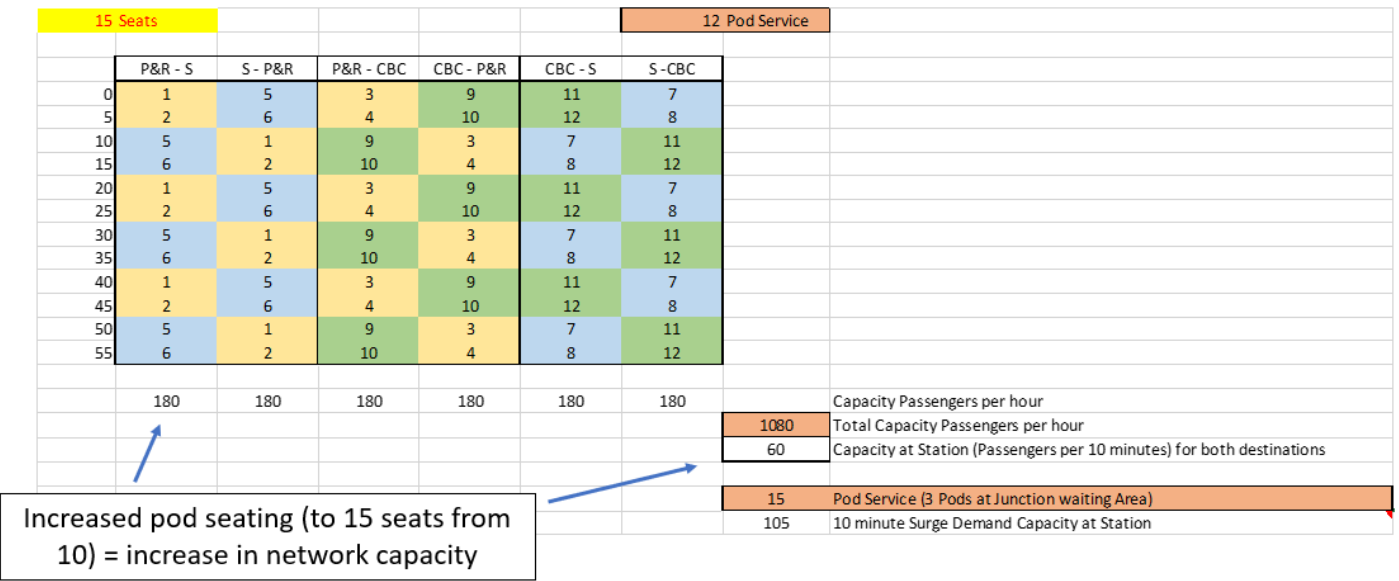 15 Seats 12 Pod Service
P&R - S S - P&R P&R - CBC CBC - P&R CBC - S S -CBC
0 1 5 3 9 11 7
5 2 6 4 10 12 8
10 5 1 9 3 7 11
15 6 2 10 4 8 12
20 1 5 3 9 11 7
25 2 6 4 10 12 8
30 5 1 9 3 7 11
35 6 2 10 4 8 12
40 1 5 3 9 11 7
45 2 6 4 10 12 8
50 5 1 9 3 7 11
55 6 2 10 4 8 12
180 180 180 180 180 180 Capacity Passengers per hour
1080 Total Capacity Passengers per hour
60 Capacity at Station (Passengers per 10 minutes) for both destinations
15 Pod Service (3 Pods at Junction waiting Area)
105 10 minute Surge Demand Capacity at Station
Increased pod seating (to 15 seats from
10) = increase in network capacity